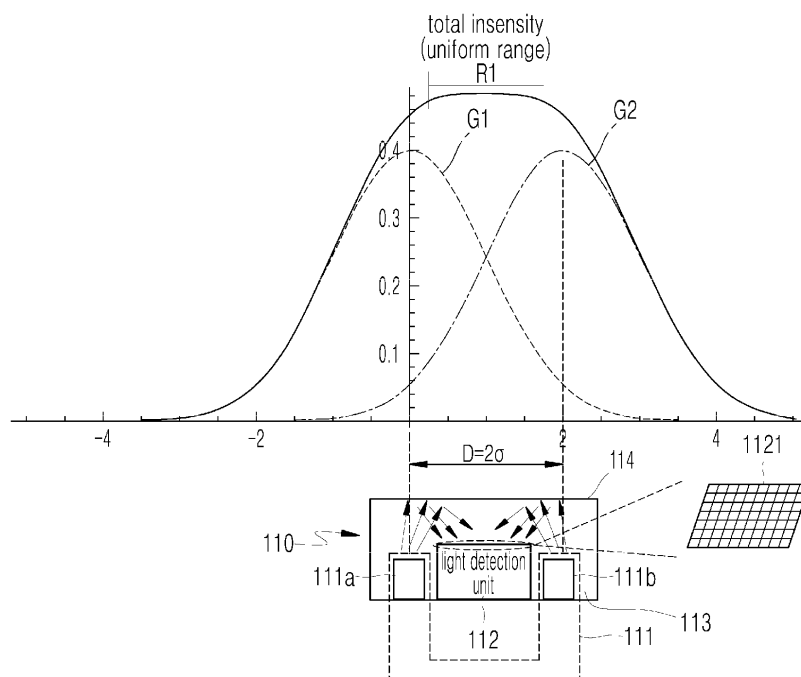 total insensity
(uniform range)
R1
G1
G2
0.4
0.3
0.2
0.1
-4
-2
0
2
4
D=2σ
114
1121
110
111a
light detection
unit
111b
113
112
111